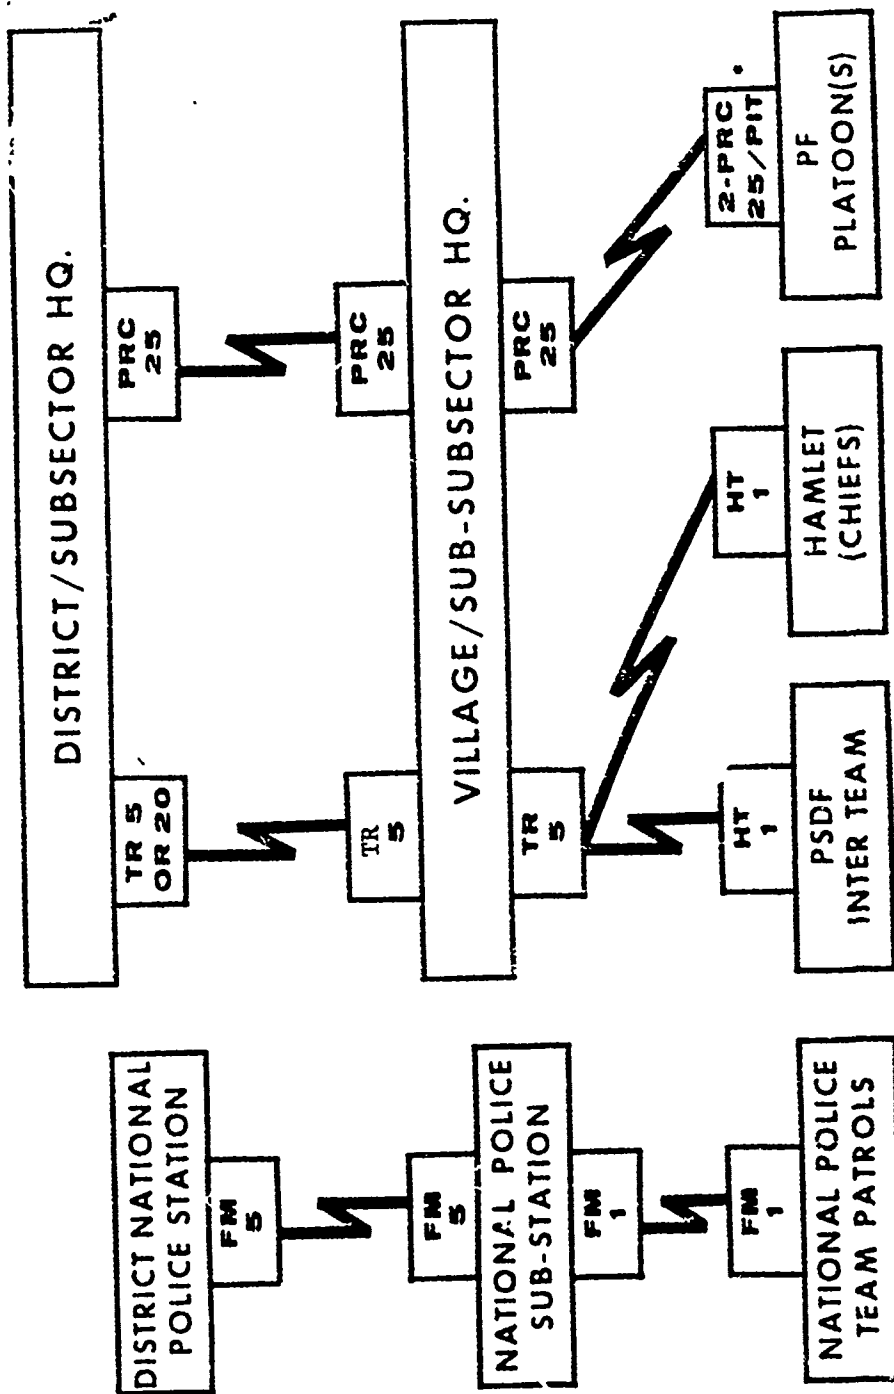 DISTRICT/SUBSECTOR HQ.
TR 5
OR 20
PRC
25
TR
5
PRC
25
VILLAGE/SUB-SUBSECTOR HQ.
TR
5
PRC
25
HT
1
HT
1
2-PRC
25/PIT
PSDF
INTER TEAM
HAMLET
(CHIEFS)
PF
PLATOON(S)
DISTRICT NATIONAL
POLICE STATION
FM
5
FM
5
NATIONAL POLICE
SUB-STATION
FM
1
FM
1
NATIONAL POLICE
TEAM PATROLS